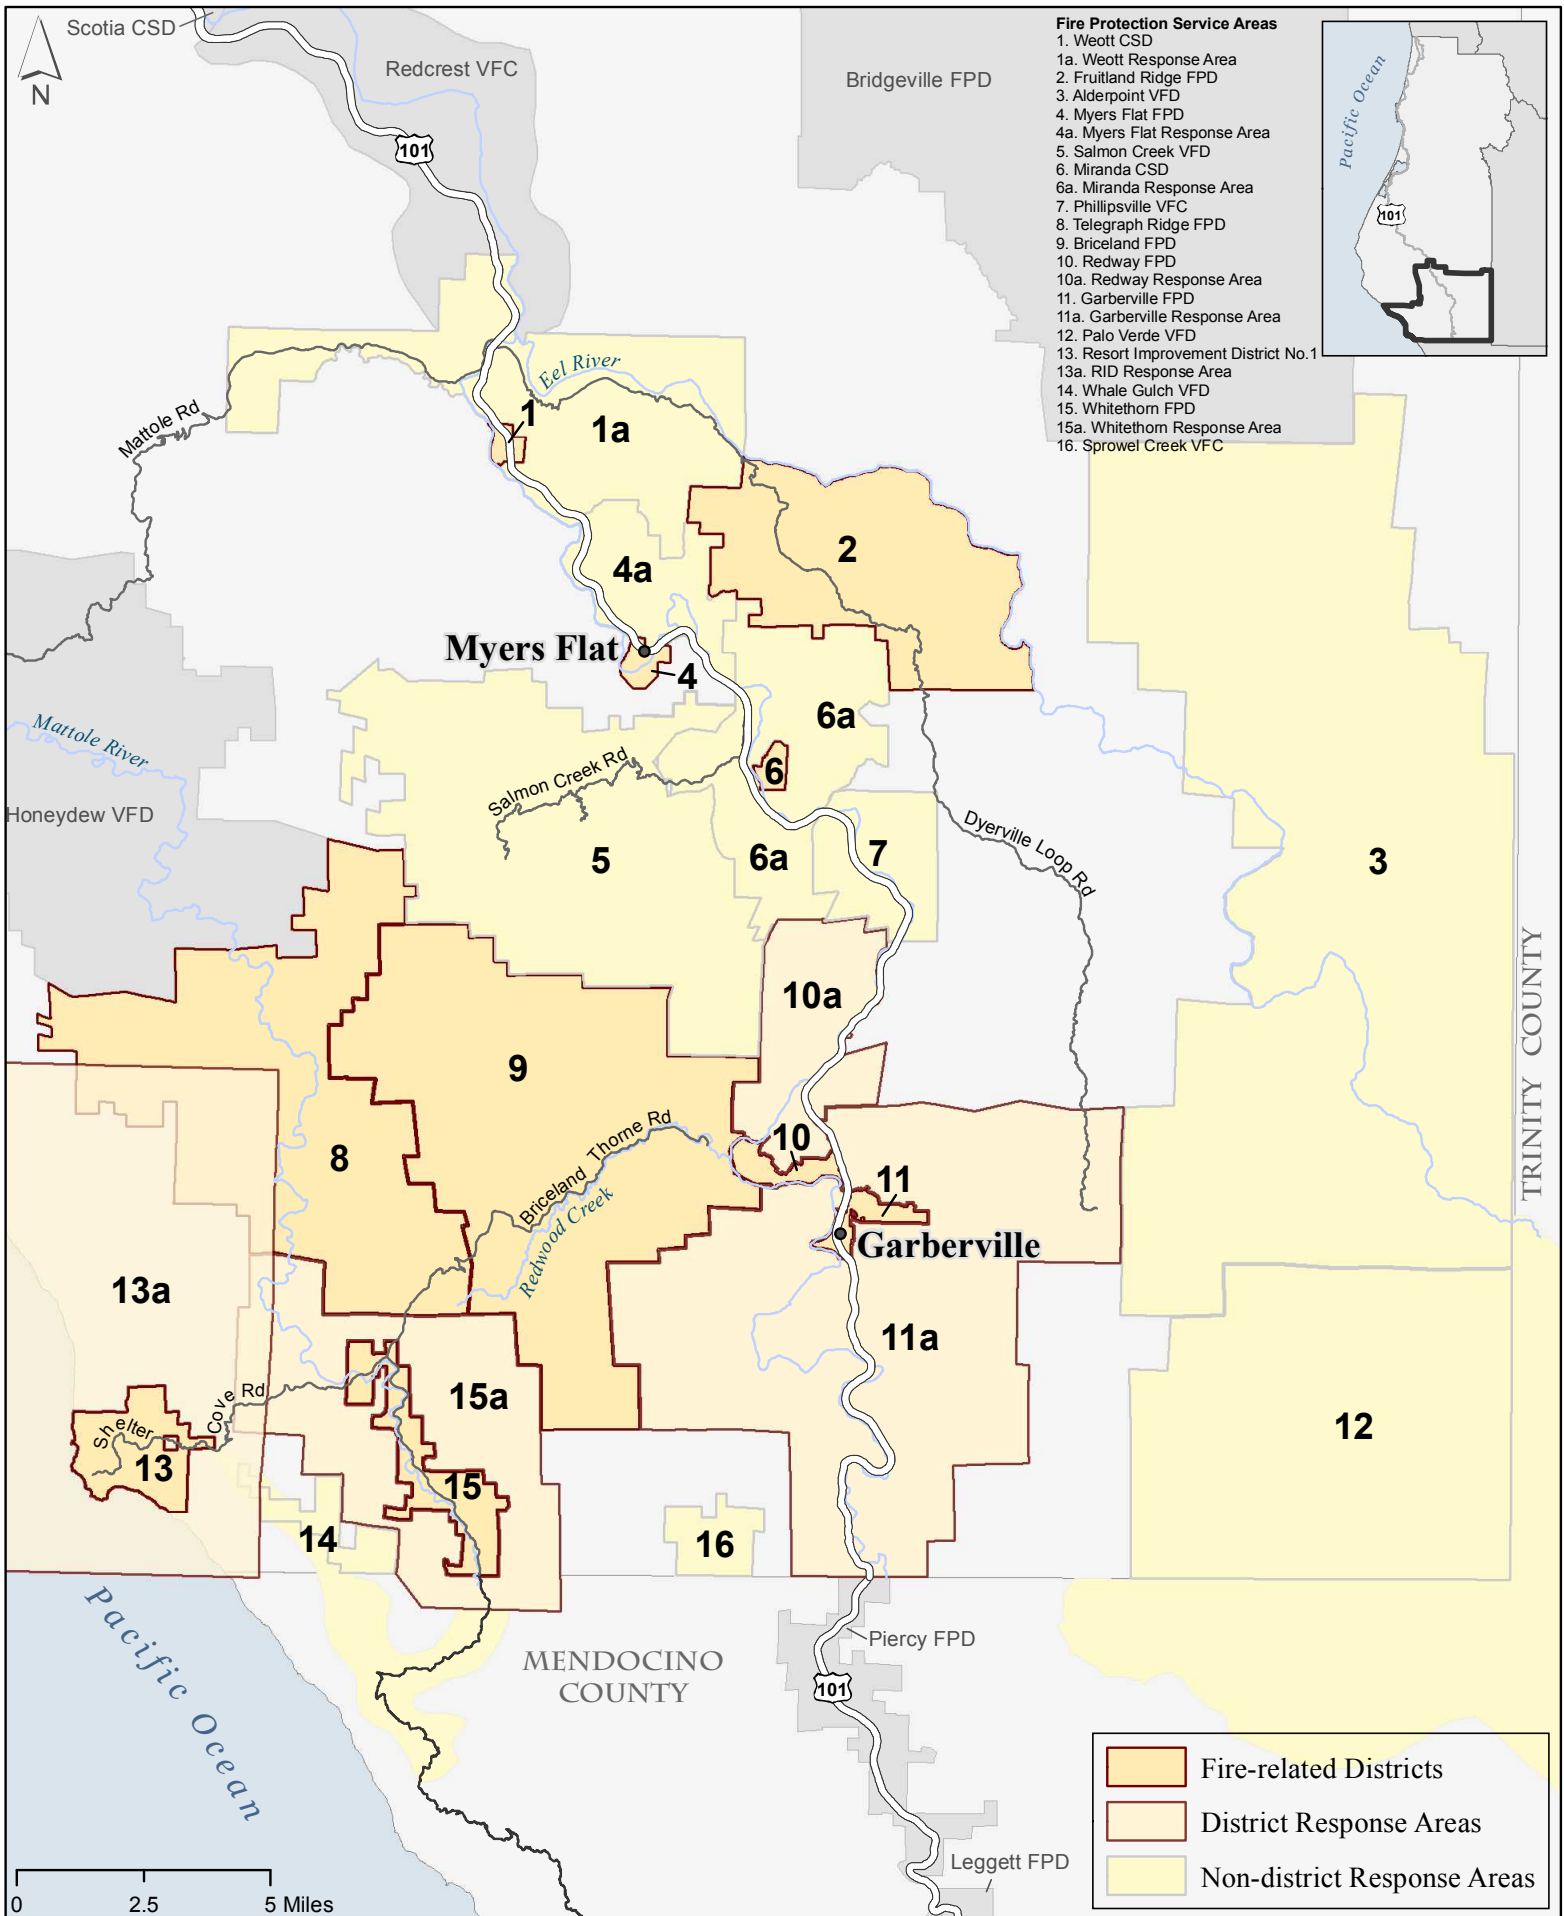 Scotia CSD
Redcrest VFC
Bridgeville FPD
N
101
Fire Protection Service Areas
1. Weott CSD
1a. Weott Response Area
2. Fruitland Ridge FPD
3. Alderpoint VFD
4. Myers Flat FPD
4a. Myers Flat Response Area
5. Salmon Creek VFD
6. Miranda CSD
6a. Miranda Response Area
7. Phillipsville VFC
8. Telegraph Ridge FPD
9. Briceland FPD
10. Redway FPD
10a. Redway Response Area
11. Garberville FPD
11a. Garberville Response Area
12. Palo Verde VFD
13. Resort Improvement District No.1
13a. RID Response Area
14. Whale Gulch VFD
15. Whitethorn FPD
15a. Whitethorn Response Area
16. Sprowel Creek VFC
Pacific Ocean
101
Eel River
Mattole Rd
1
1a
2
4a
Myers Flat
4
6a
Mattole River
Salmon Creek Rd
6
Honeydew VFD
Dyerville Loop Rd
5
6a
7
3
10a
TRINITY COUNTY
9
8
Briceland Thorne Rd
10
11
Redwood Creek
Garberville
13a
11a
15a
Shelter Cove Rd
12
13
15
14
16
Pacific Ocean
MENDOCINO
COUNTY
Piercy FPD
101
Leggett FPD
Fire-related Districts
District Response Areas
Non-district Response Areas
0 2.5 5 Miles